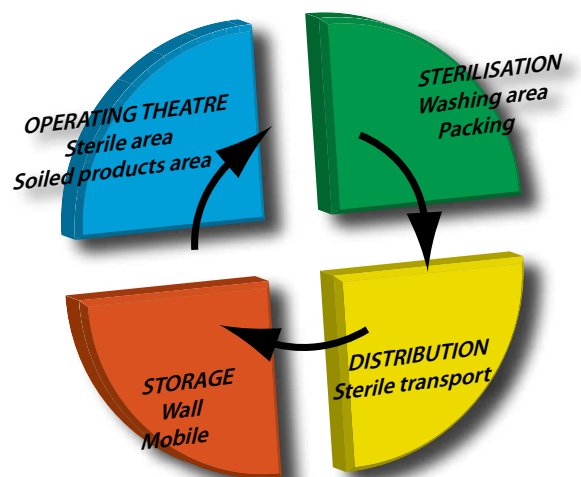 OPERATING THEATRE
Sterile area
Soiled products area
STERILISATION
Washing area
Packing
STORAGE
Wall
Mobile
DISTRIBUTION
Sterile transport